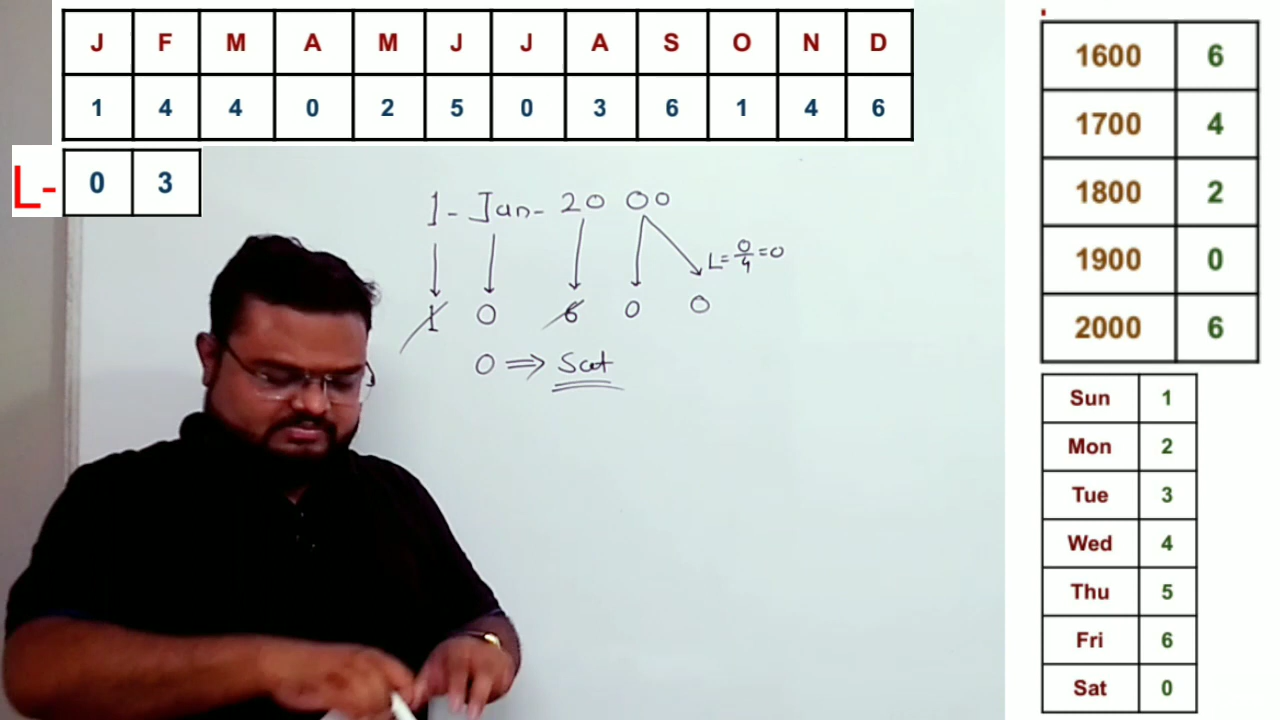 J F M A M J J A S O N D
1 4 4 0 2 5 0 3 6 1 4 6
L- 0 3
1 - Jan - 20 00
L = 0/4 = 0
1 0 6 0 0
0 ⇒ Sat
1600 6
1700 4
1800 2
1900 0
2000 6
Sun 1
Mon 2
Tue 3
Wed 4
Thu 5
Fri 6
Sat 0